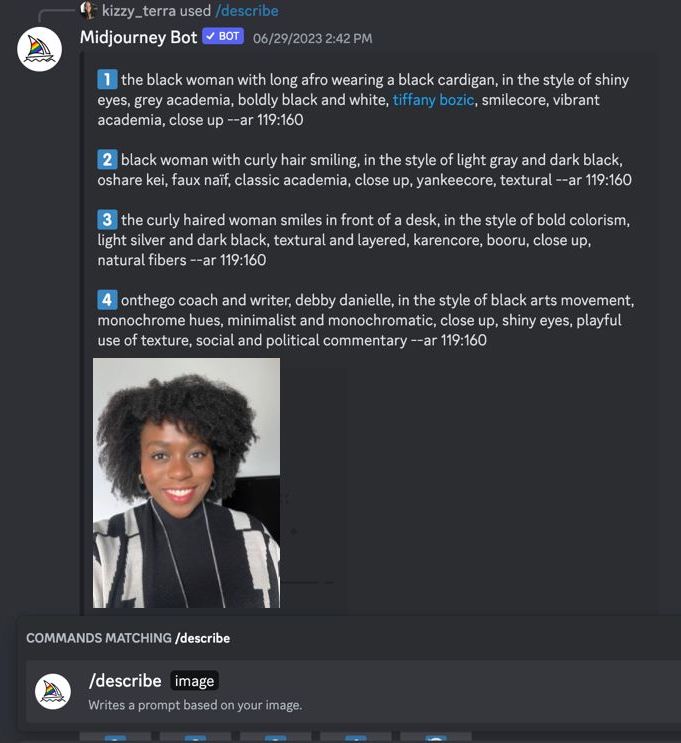 kizzy_terra used /describe
Midjourney Bot ✓ BOT 06/29/2023 2:42 PM
1 the black woman with long afro wearing a black cardigan, in the style of shiny
eyes, grey academia, boldly black and white, tiffany bozic, smilecore, vibrant
academia, close up --ar 119:160
2 black woman with curly hair smiling, in the style of light gray and dark black,
oshare kei, faux naïf, classic academia, close up, yankeecore, textural --ar 119:160
3 the curly haired woman smiles in front of a desk, in the style of bold colorism,
light silver and dark black, textural and layered, karencore, booru, close up,
natural fibers --ar 119:160
4 onthego coach and writer, debby danielle, in the style of black arts movement,
monochrome hues, minimalist and monochromatic, close up, shiny eyes, playful
use of texture, social and political commentary --ar 119:160
COMMANDS MATCHING /describe
/describe image
Writes a prompt based on your image.